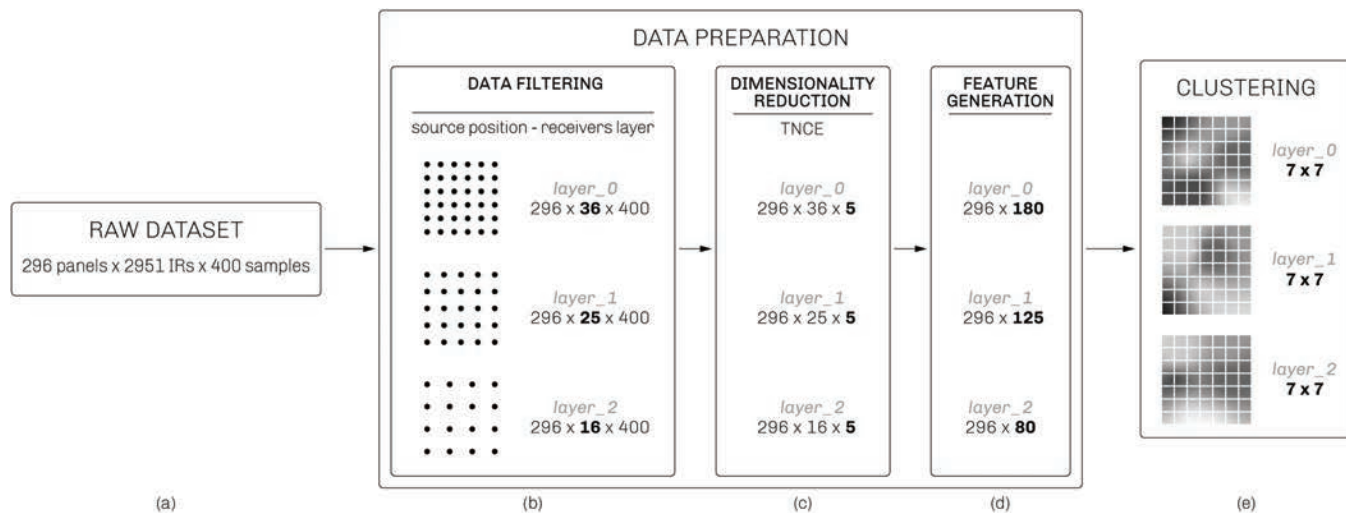 DATA PREPARATION
RAW DATASET
296 panels x 2951 IRs x 400 samples
DATA FILTERING
source position - receivers layer
layer_0
296 x 36 x 400
layer_1
296 x 25 x 400
layer_2
296 x 16 x 400
DIMENSIONALITY
REDUCTION
TNCE
layer_0
296 x 36 x 5
layer_1
296 x 25 x 5
layer_2
296 x 16 x 5
FEATURE
GENERATION
layer_0
296 x 180
layer_1
296 x 125
layer_2
296 x 80
CLUSTERING
layer_0
7 x 7
layer_1
7 x 7
layer_2
7 x 7
(a)
(b)
(c)
(d)
(e)